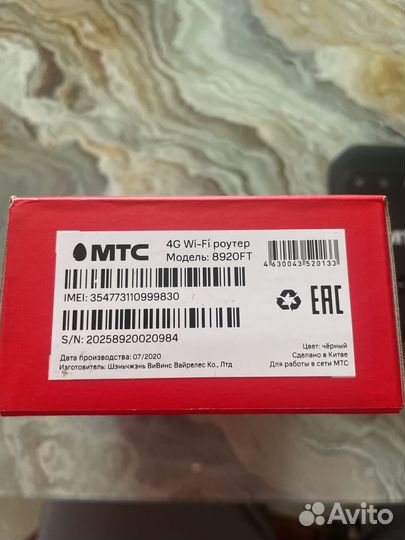 МТС
4G Wi-Fi роутер
Модель: 8920FT
4630043520133
IMEI: 354773110999830
S/N: 20258920020984
EAC
Дата производства: 07/2020
Изготовитель: Шэньчжэнь ВиВинс Вайрелес Ко., Лтд
Цвет: чёрный
Сделано в Китае
Для работы в сети МТС
Avito